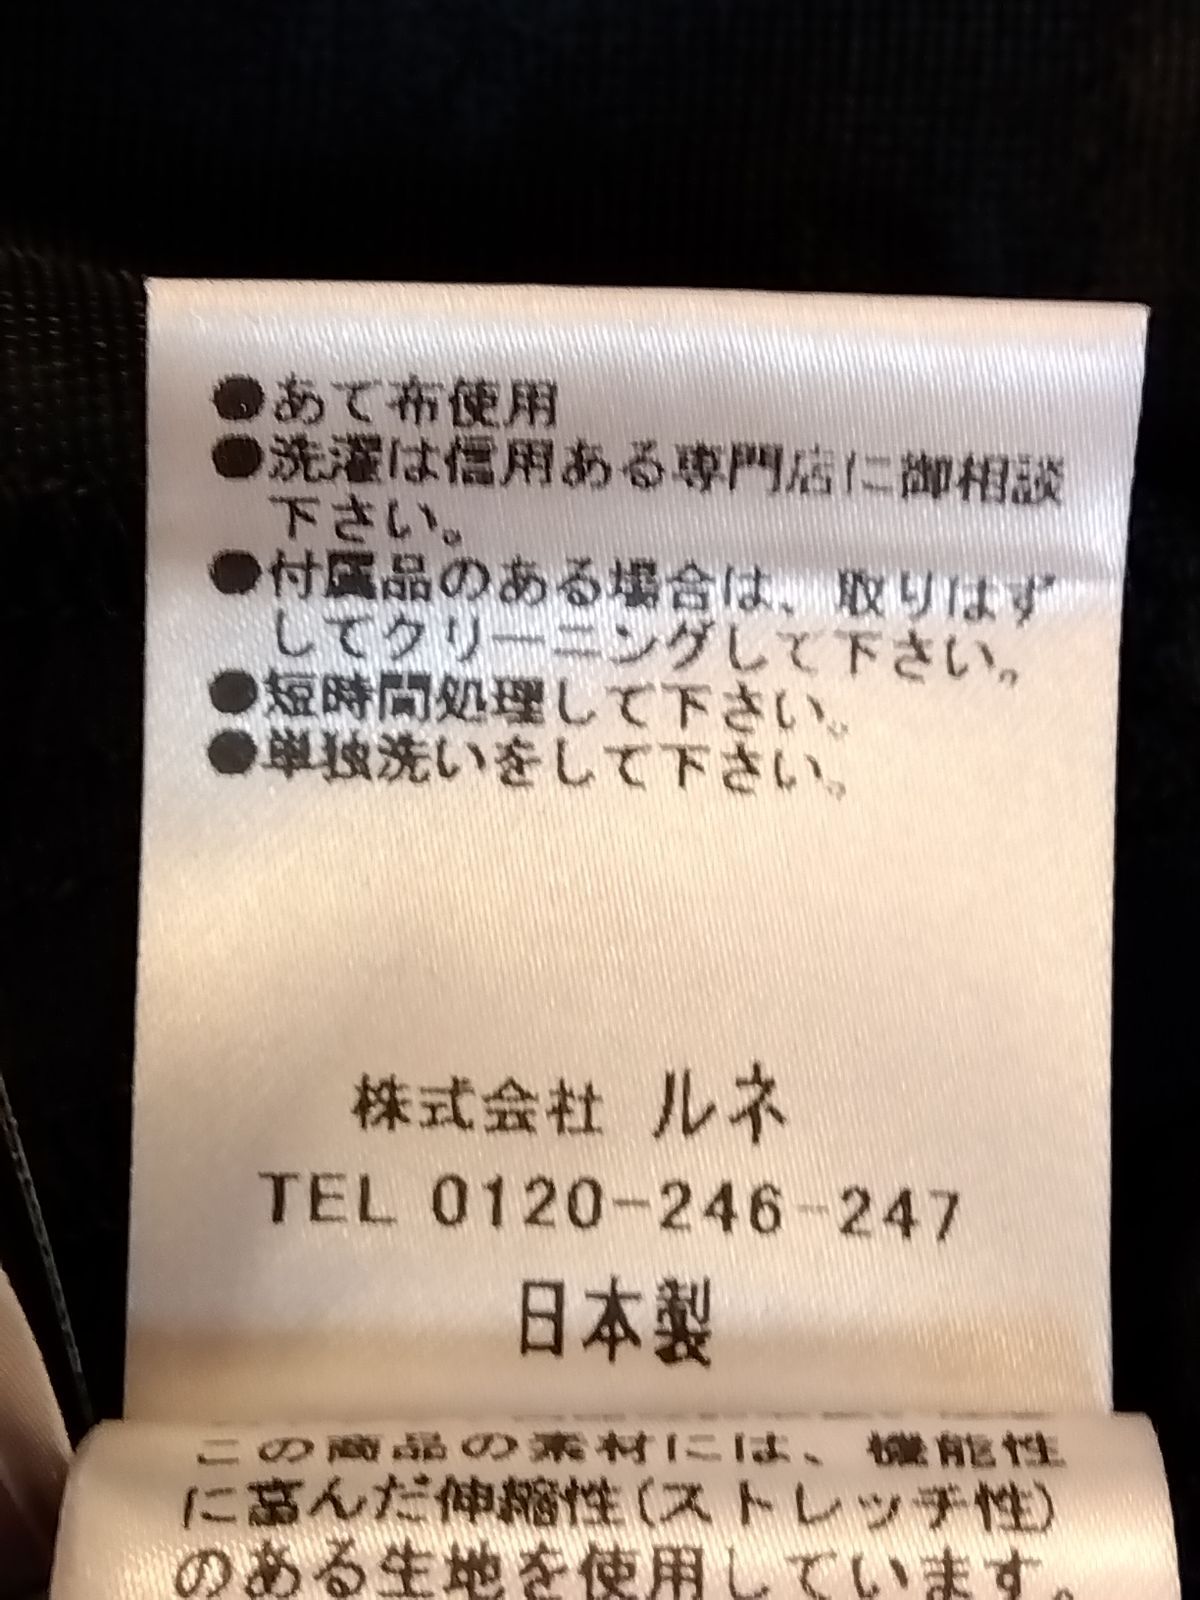 ●あて布使用
●洗濯は信用ある専門店に御相談
下さい。
●付属品のある場合は、取りはず
してクリーニングして下さい。
●短時間処理して下さい。
●単独洗いをして下さい。
株式会社 ルネ
TEL 0120-246-247
日本製
この商品の素材には、機能性
に富んだ伸縮性(ストレッチ性)
のある生地を使用しています。